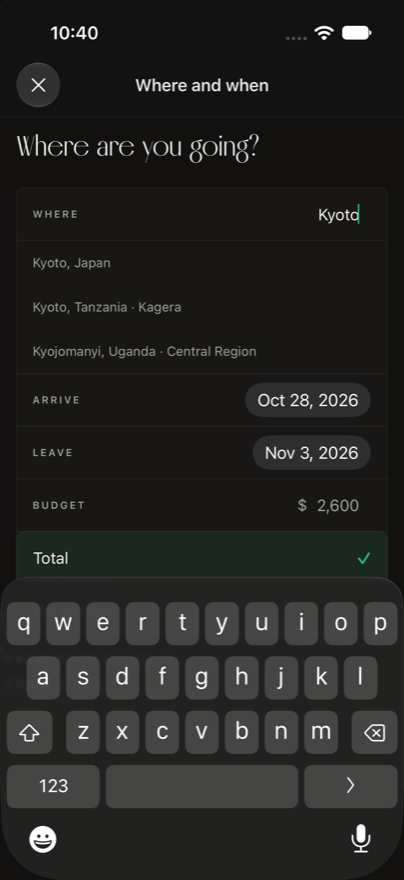 10:40
Where and when
Where are you going?
WHERE Kyoto
Kyoto, Japan
Kyoto, Tanzania · Kagera
Kyojomanyi, Uganda · Central Region
ARRIVE Oct 28, 2026
LEAVE Nov 3, 2026
BUDGET $ 2,600
Total
q w e r t y u i o p
a s d f g h j k l
z x c v b n m
123